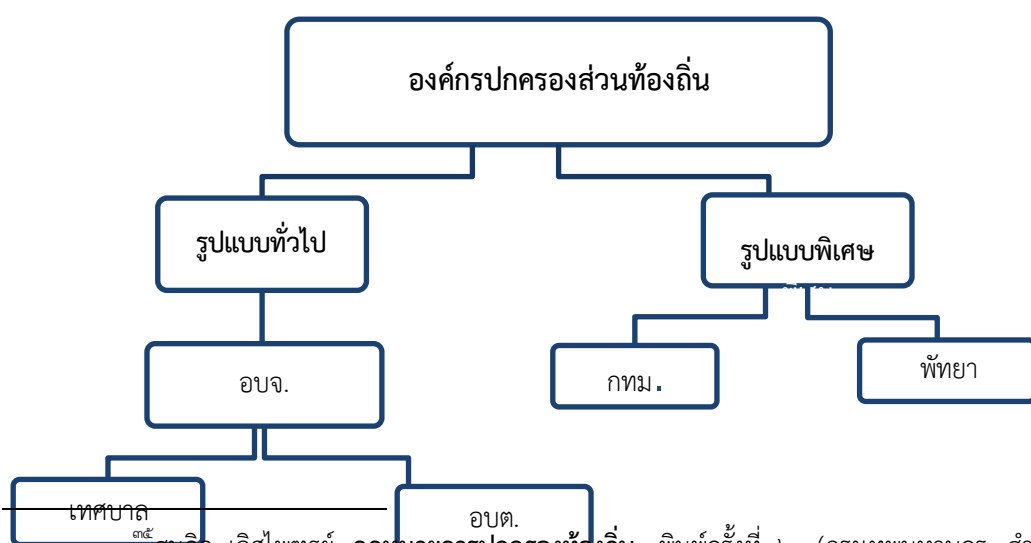 องค์กรปกครองส่วนท้องถิ่น
รูปแบบทั่วไป
รูปแบบพิเศษ
อบจ.
กทม.
พัทยา
เทศบาล
อบต.
๓๕